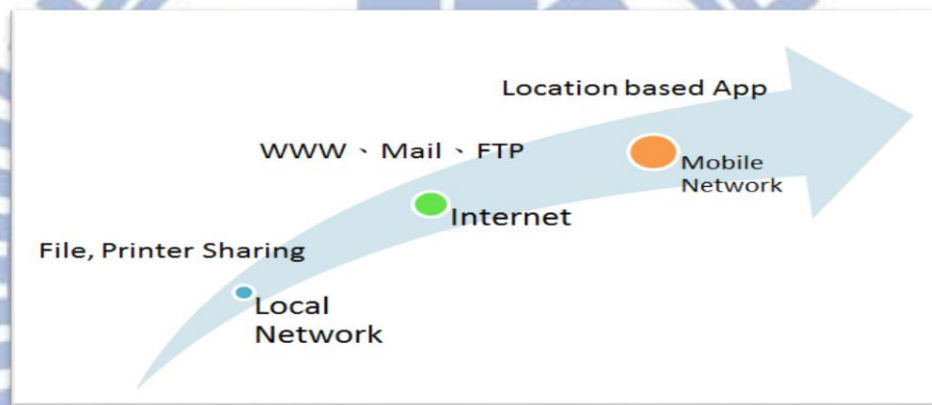 Location based App
WWW、Mail、FTP
Mobile
Network
Internet
File, Printer Sharing
Local
Network